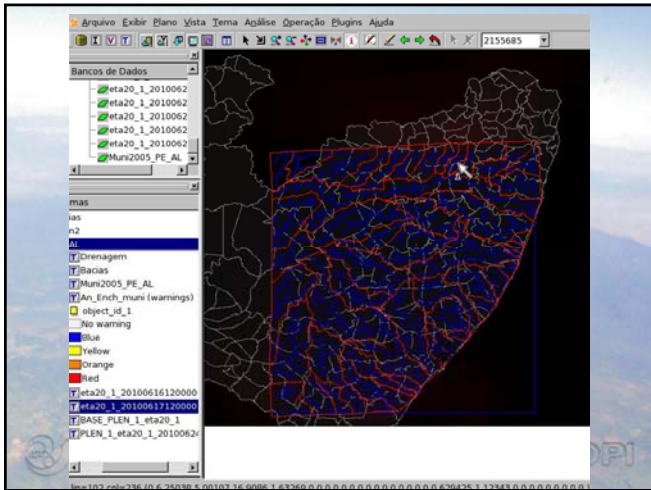 Arquivo Exibir Plano Vista Tema Análise Operação Plugins Ajuda
2155685
Bancos de Dados
eta20_1_2010062
eta20_1_2010062
eta20_1_2010062
eta20_1_2010062
eta20_1_2010062
Muni2005_PE_AL
mas
ias
n2
AL
Drenagem
Bacias
Muni2005_PE_AL
An_Ench_muni (warnings)
object_id_1
No warning
Blue
Yellow
Orange
Red
eta20_1_20100616120000
eta20_1_20100617120000
BASE_PLEN_1_eta20_1
PLEN_1_eta20_1_20100624
DPI